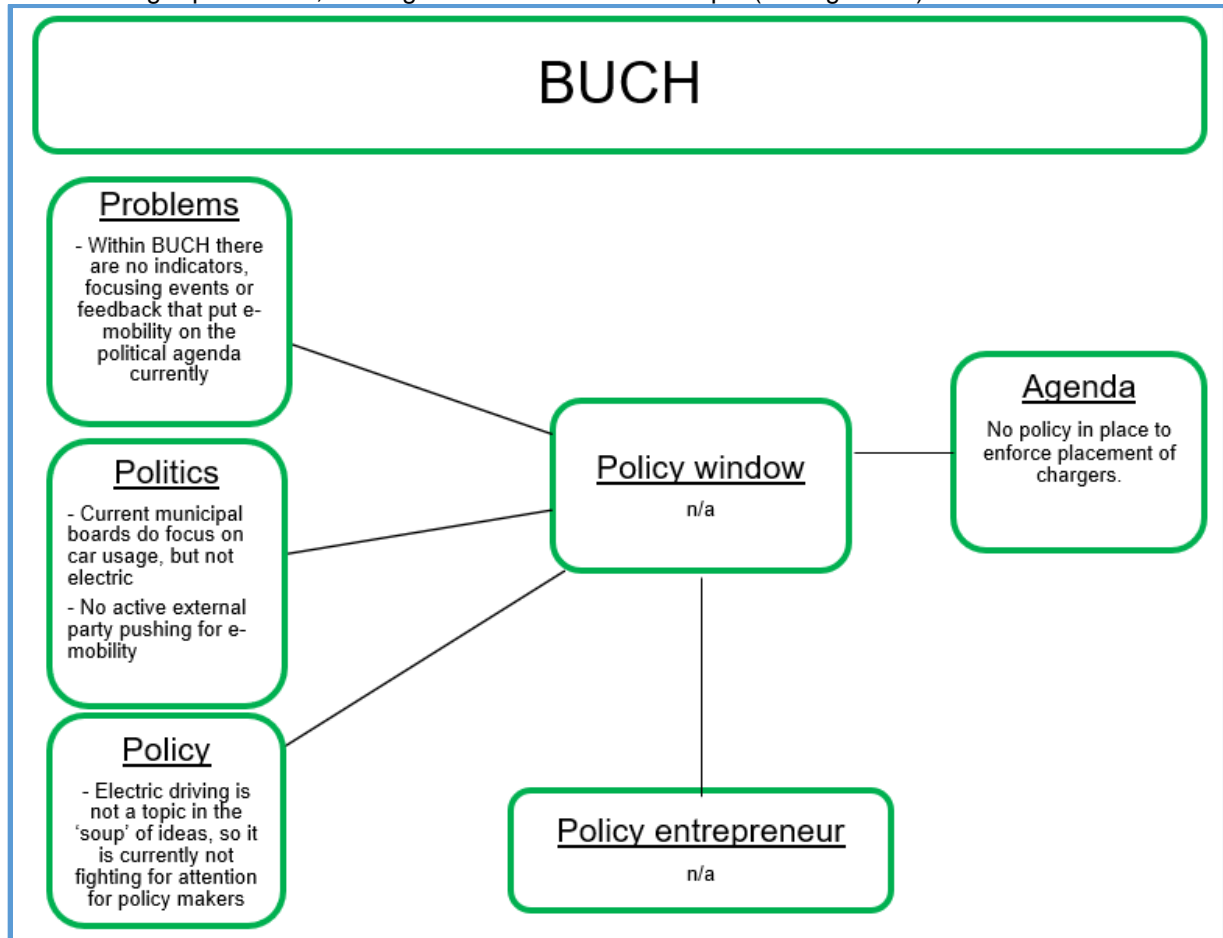 BUCH
Problems
- Within BUCH there
are no indicators,
focusing events or
feedback that put e-
mobility on the
political agenda
currently
Politics
- Current municipal
boards do focus on
car usage, but not
electric
- No active external
party pushing for e-
mobility
Policy
- Electric driving is
not a topic in the
‘soup’ of ideas, so it
is currently not
fighting for attention
for policy makers
Policy window
n/a
Policy entrepreneur
n/a
Agenda
No policy in place to
enforce placement of
chargers.